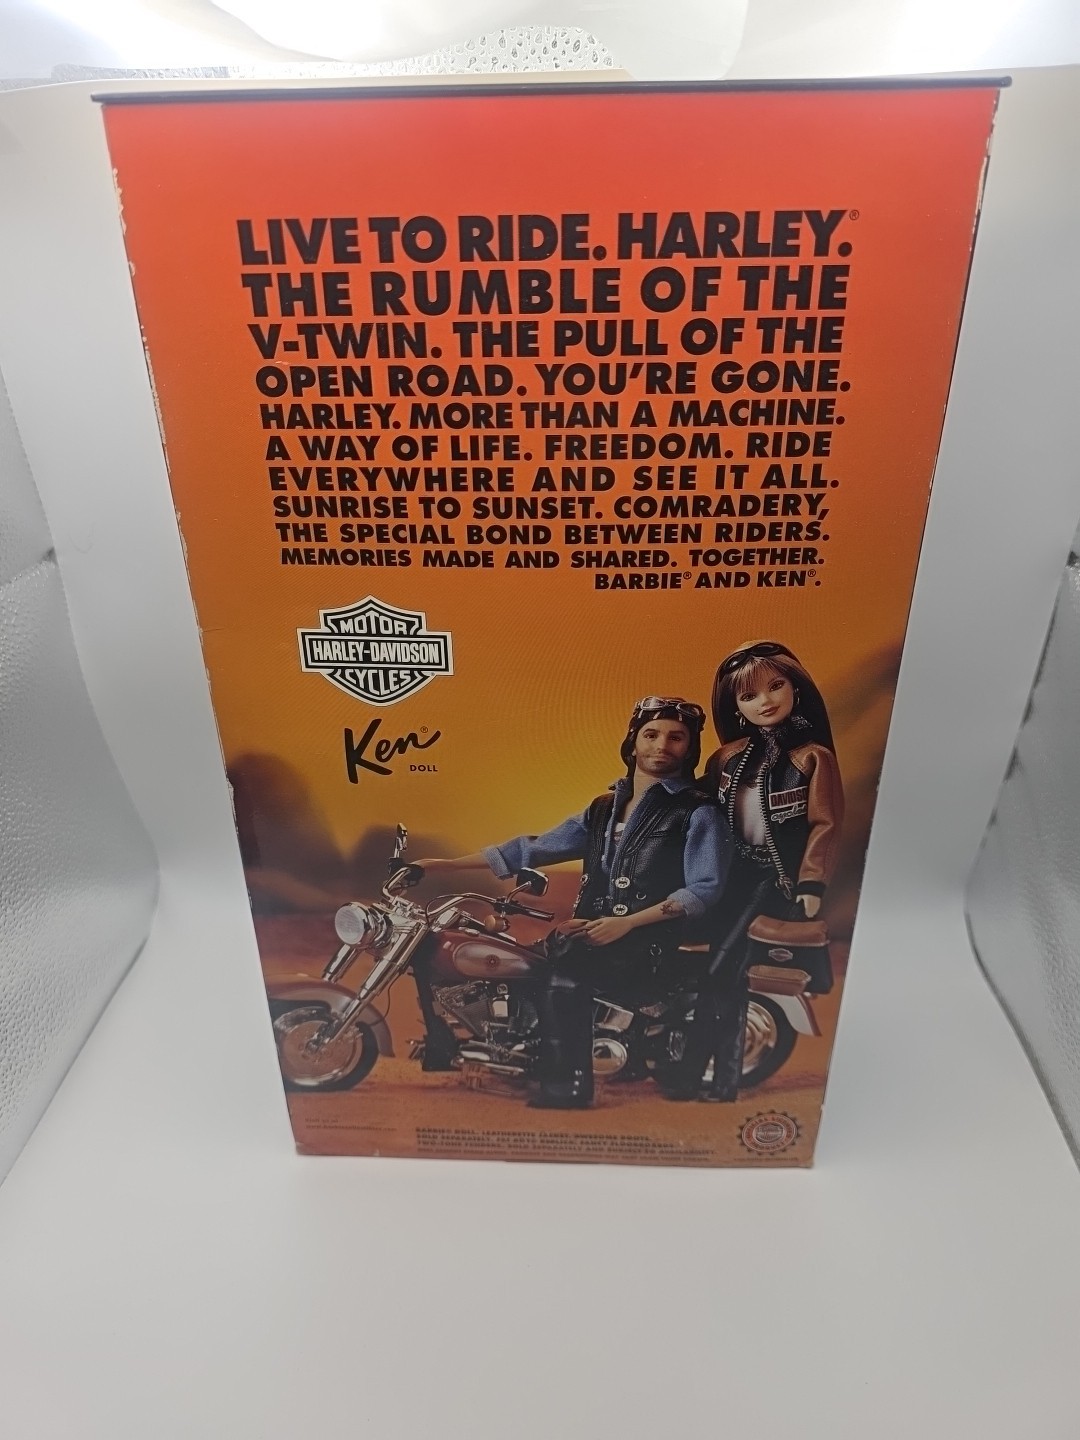 LIVE TO RIDE. HARLEY.®
THE RUMBLE OF THE
V-TWIN. THE PULL OF THE
OPEN ROAD. YOU'RE GONE.
HARLEY. MORE THAN A MACHINE.
A WAY OF LIFE. FREEDOM. RIDE
EVERYWHERE AND SEE IT ALL.
SUNRISE TO SUNSET. COMRADERY,
THE SPECIAL BOND BETWEEN RIDERS.
MEMORIES MADE AND SHARED. TOGETHER.
BARBIE® AND KEN®.
MOTOR
HARLEY-DAVIDSON
CYCLES
Ken®
DOLL